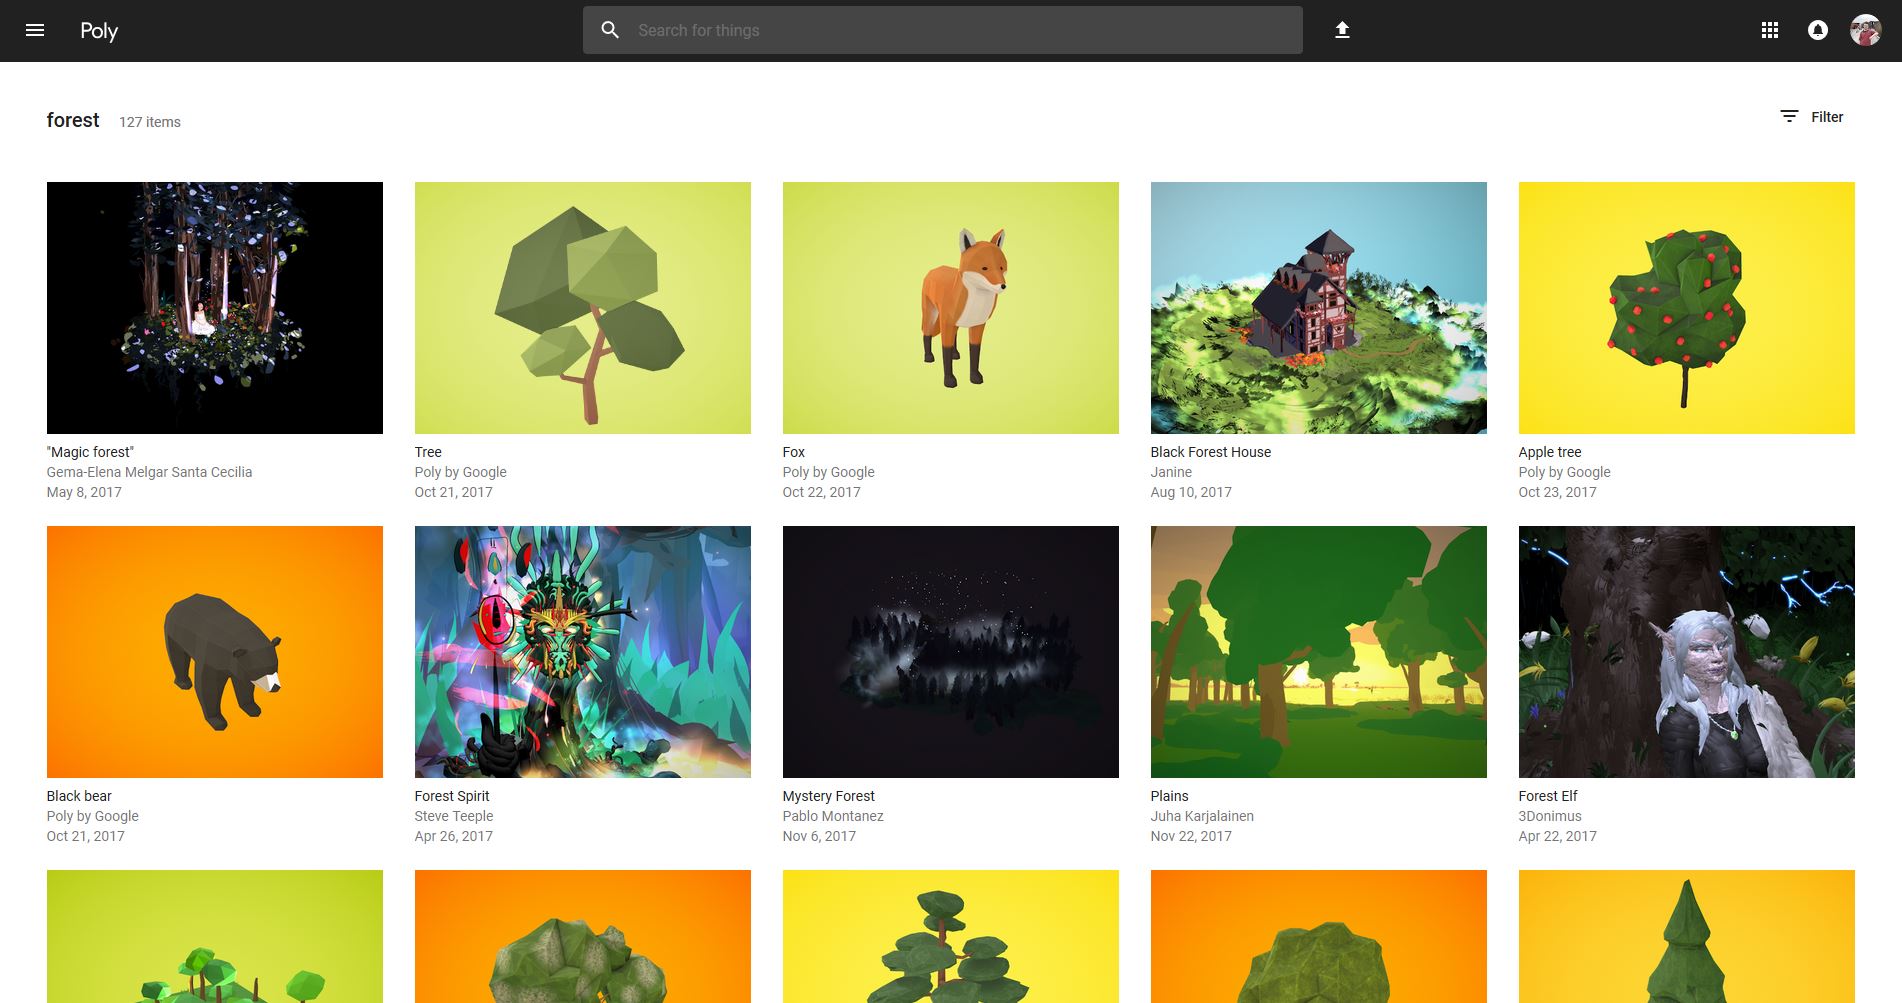 Poly
Search for things
forest 127 items
Filter
"Magic forest"
Gema-Elena Melgar Santa Cecilia
May 8, 2017
Tree
Poly by Google
Oct 21, 2017
Fox
Poly by Google
Oct 22, 2017
Black Forest House
Janine
Aug 10, 2017
Apple tree
Poly by Google
Oct 23, 2017
Black bear
Poly by Google
Oct 21, 2017
Forest Spirit
Steve Teeple
Apr 26, 2017
Mystery Forest
Pablo Montanez
Nov 6, 2017
Plains
Juha Karjalainen
Nov 22, 2017
Forest Elf
3Donimus
Apr 22, 2017